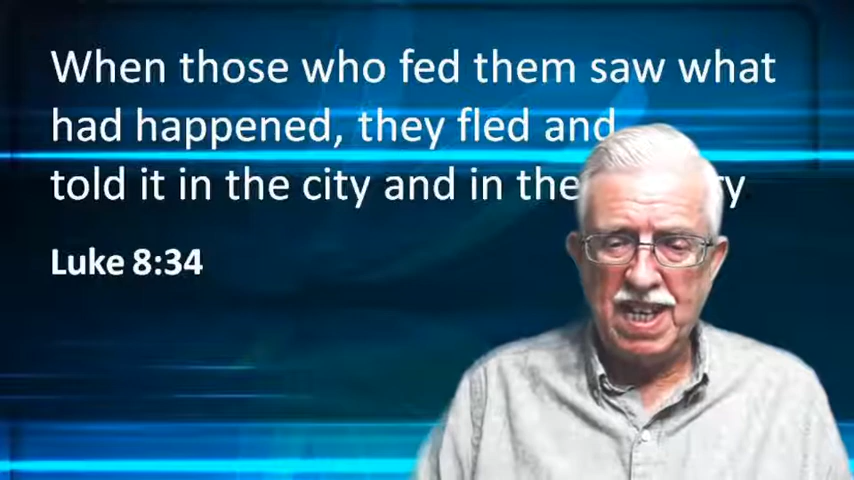 When those who fed them saw what
had happened, they fled and
told it in the city and in the
Luke 8:34